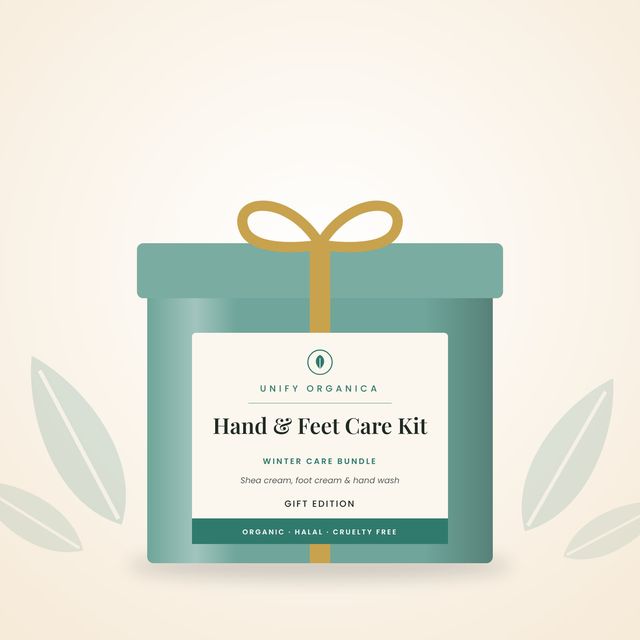 UNIFY ORGANICA
Hand & Feet Care Kit
WINTER CARE BUNDLE
Shea cream, foot cream & hand wash
GIFT EDITION
ORGANIC · HALAL · CRUELTY FREE